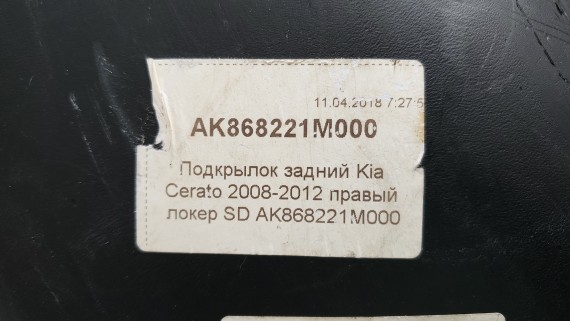 11.04.2018 7:27:5
AK868221M000
Подкрылок задний Kia
Cerato 2008-2012 правый
локер SD AK868221M000